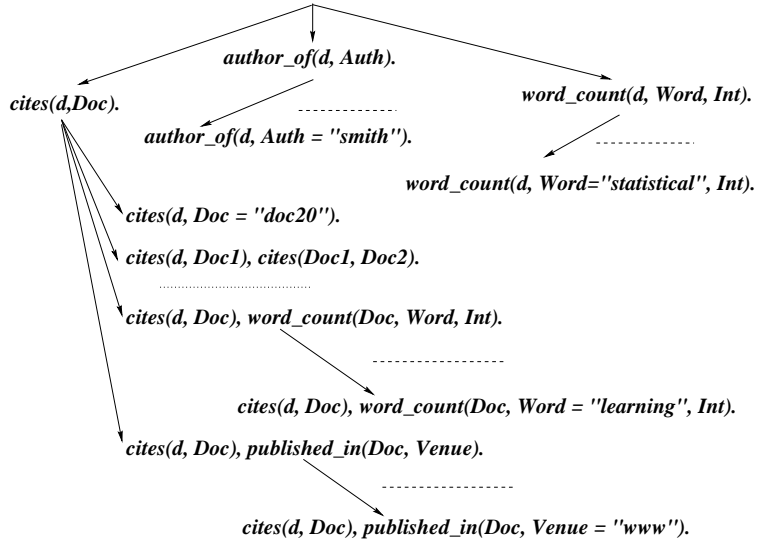 author_of(d, Auth).
cites(d,Doc).
word_count(d, Word, Int).
author_of(d, Auth = "smith").
word_count(d, Word="statistical", Int).
cites(d, Doc = "doc20").
cites(d, Doc1), cites(Doc1, Doc2).
cites(d, Doc), word_count(Doc, Word, Int).
cites(d, Doc), word_count(Doc, Word = "learning", Int).
cites(d, Doc), published_in(Doc, Venue).
cites(d, Doc), published_in(Doc, Venue = "www").